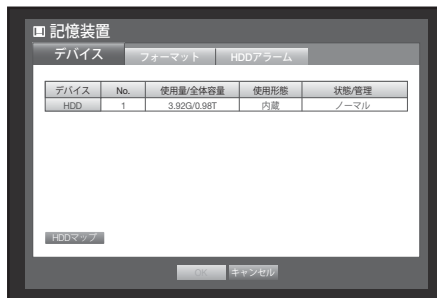 記憶装置
デバイス フォーマット HDDアラーム
デバイス No. 使用量/全体容量 使用形態 状態/管理
HDD 1 3.92G/0.98T 内蔵 ノーマル
HDDマップ
OK キャンセル